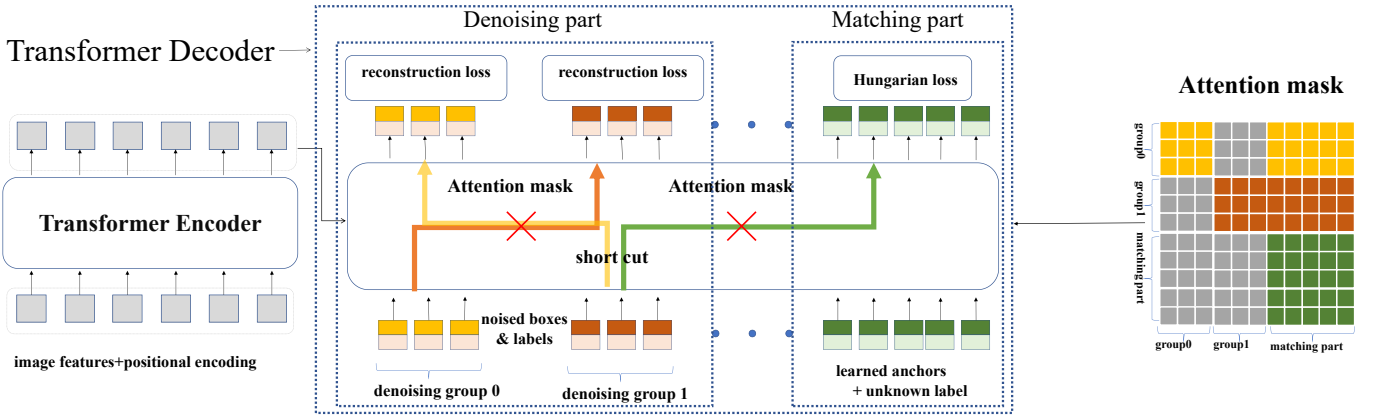 Transformer Decoder
Transformer Encoder
image features+positional encoding
Denoising part
Matching part
reconstruction loss
reconstruction loss
Hungarian loss
Attention mask
Attention mask
short cut
noised boxes
& labels
denoising group 0
denoising group 1
learned anchors
+ unknown label
Attention mask
group0
group1
matching part
group0
group1
matching part